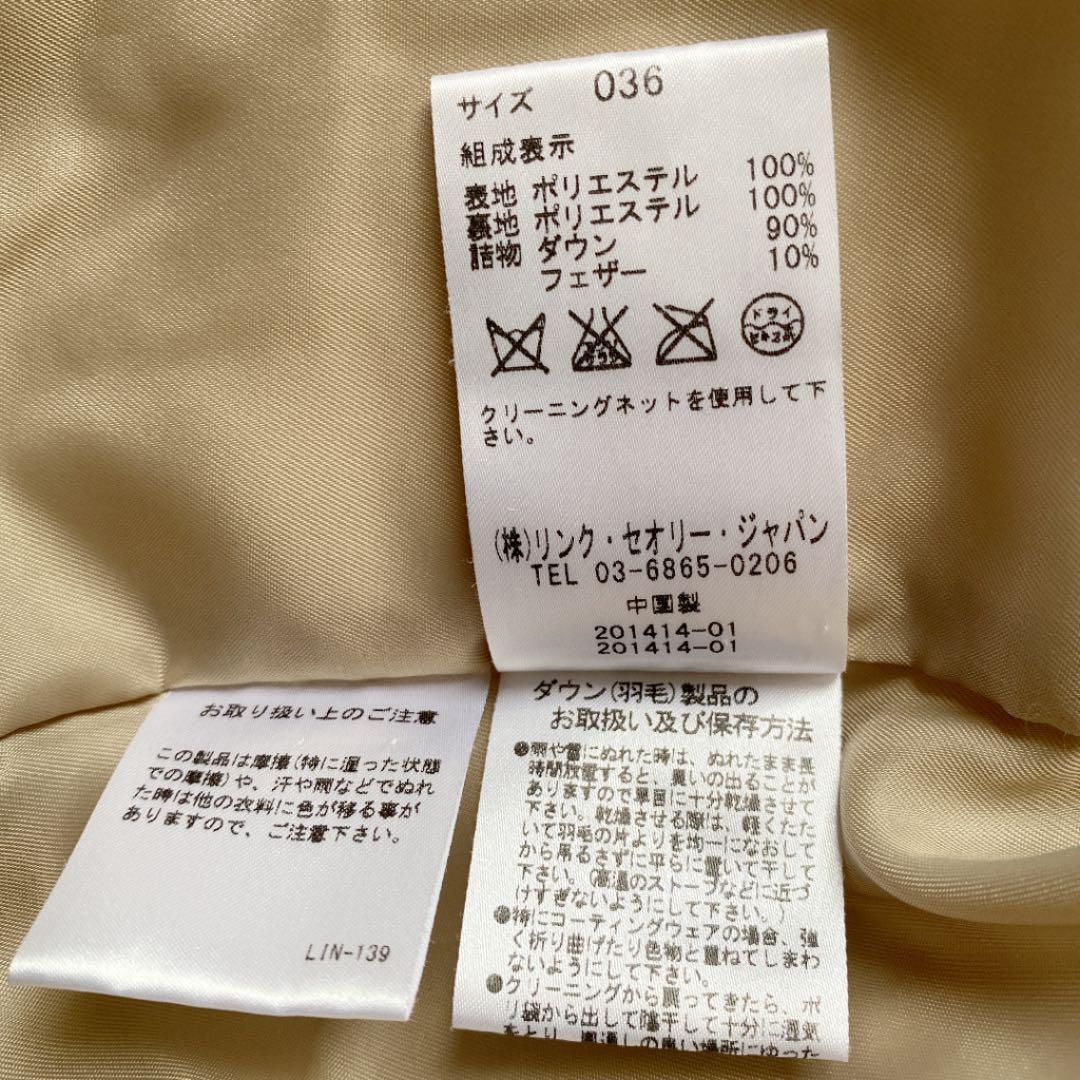 サイズ 036
組成表示
表地 ポリエステル 100%
裏地 ポリエステル 100%
詰物 ダウン 90%
フェザー 10%
ドライ
クリーニングネットを使用して下
さい。
(株)リンク・セオリー・ジャパン
TEL 03-6865-0206
中国製
201414-01
201414-01
お取り扱い上のご注意
この製品は摩擦(特に湿った状態
での摩擦)や、汗や雨などでぬれ
た時は他の衣料に色が移る事が
ありますので、ご注意下さい。
LIN-139
ダウン(羽毛)製品の
お取扱い及び保存方法
●雨や雪にぬれた時は、ぬれたまま長
時間放置すると、臭いの出ることが
ありますので早目に十分乾燥させて
下さい。乾燥させる際は、軽くたた
いて羽毛の片よりを均一になおして
から吊るさずに平らに置いて干して
下さい。(高温のストーブなどに近づ
けすぎないようにして下さい。)
●特にコーティングウェアの場合、強
く折り曲げたり色物と重ねてしまわ
ないようにして下さい。
●クリーニングから戻ってきたら、ポ
リ袋から出して陰干して十分に湿気
をとり、風通しの良い場所にゆった